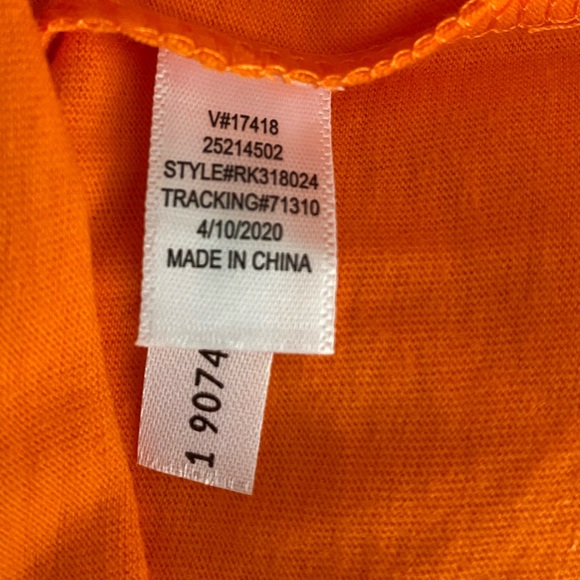 V#17418
25214502
STYLE#RK318024
TRACKING#71310
4/10/2020
MADE IN CHINA
1 9074